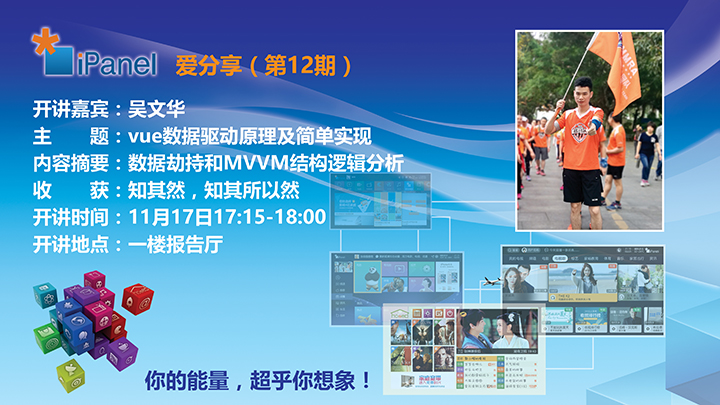 iPanel 爱分享（第12期）
开讲嘉宾：吴文华
主 题：vue数据驱动原理及简单实现
内容摘要：数据劫持和MVVM结构逻辑分析
收 获：知其然，知其所以然
开讲时间：11月17日17:15-18:00
开讲地点：一楼报告厅
你的能量，超乎你想象！